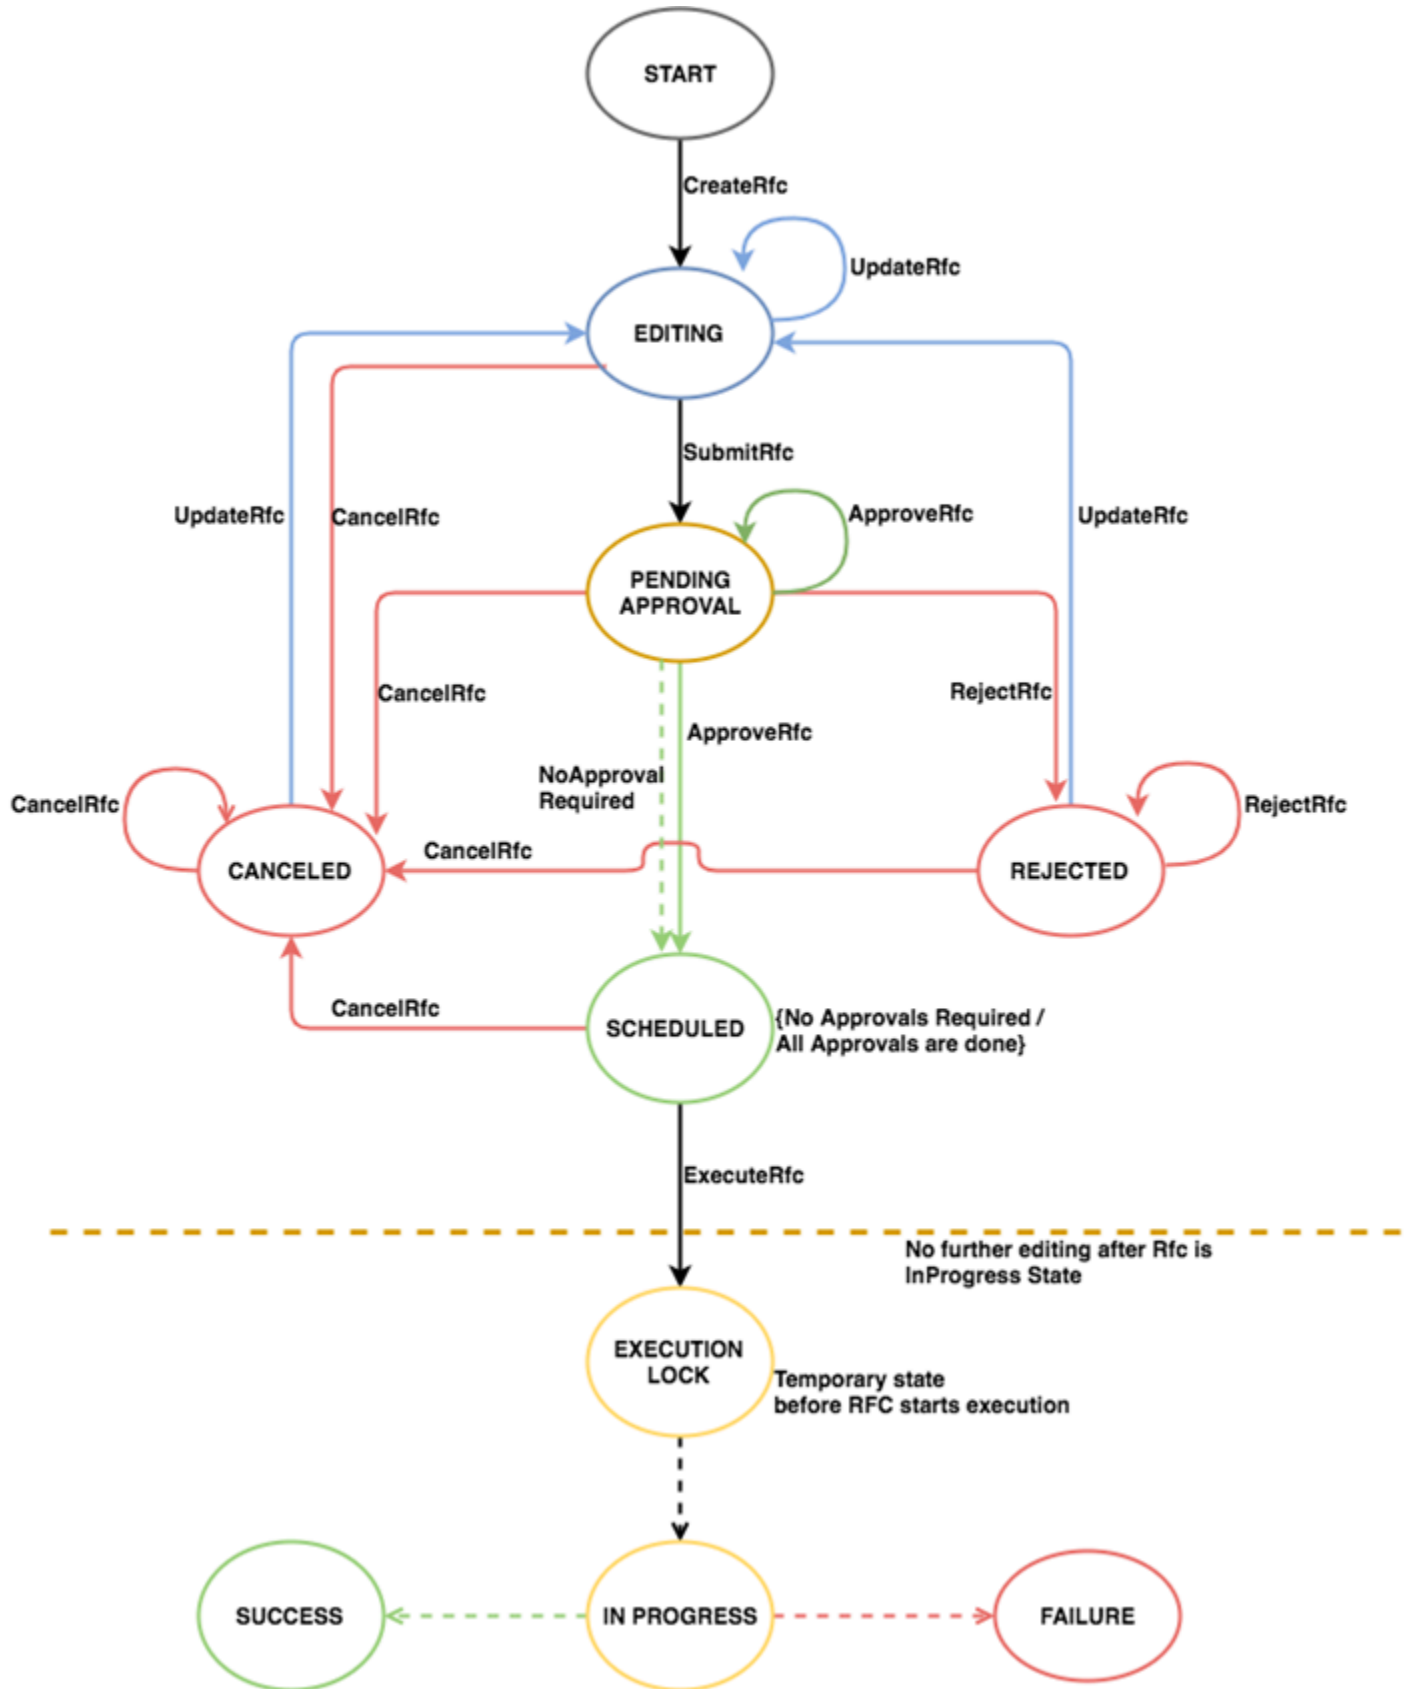 START
CreateRfc
UpdateRfc
EDITING
SubmitRfc
UpdateRfc
CancelRfc
ApproveRfc
UpdateRfc
PENDING
APPROVAL
CancelRfc
RejectRfc
ApproveRfc
NoApproval
Required
CancelRfc
RejectRfc
CancelRfc
CANCELED
REJECTED
CancelRfc
SCHEDULED
{No Approvals Required /
All Approvals are done}
ExecuteRfc
No further editing after Rfc is
InProgress State
EXECUTION
LOCK
Temporary state
before RFC starts execution
SUCCESS
IN PROGRESS
FAILURE